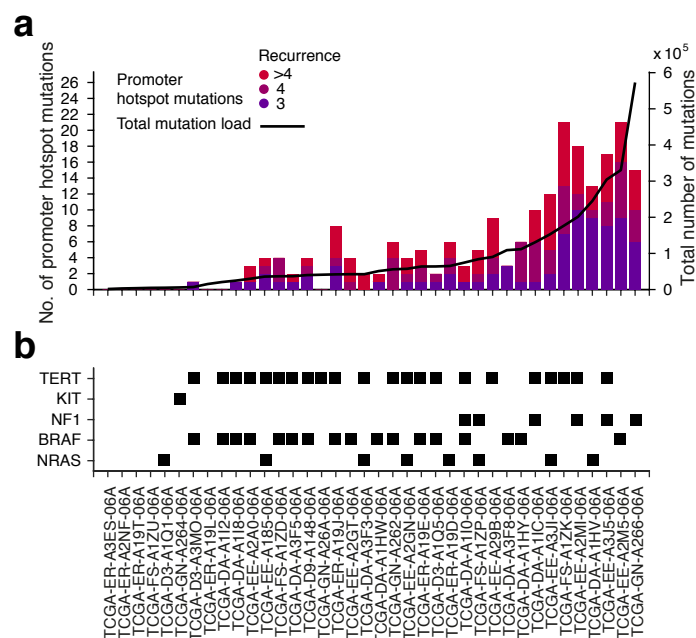 a
Recurrence
>4
4
3
Promoter
hotspot mutations
Total mutation load
x 10⁵
No. of promoter hotspot mutations
26
24
22
20
18
16
14
12
10
8
6
4
2
0
6
5
4
3
2
1
0
Total number of mutations
b
TERT
KIT
NF1
BRAF
NRAS
TCGA-ER-A3ES-06A
TCGA-ER-A2NF-06A
TCGA-ER-A19T-06A
TCGA-FS-A1ZU-06A
TCGA-D3-A1Q1-06A
TCGA-GN-A264-06A
TCGA-D3-A3MO-06A
TCGA-ER-A19L-06A
TCGA-DA-A1I2-06A
TCGA-DA-A1I8-06A
TCGA-EE-A2A0-06A
TCGA-EE-A185-06A
TCGA-FS-A1ZD-06A
TCGA-DA-A3F5-06A
TCGA-D9-A148-06A
TCGA-GN-A26A-06A
TCGA-ER-A19J-06A
TCGA-EE-A2GT-06A
TCGA-DA-A3F3-06A
TCGA-DA-A1HW-06A
TCGA-GN-A262-06A
TCGA-EE-A2GN-06A
TCGA-ER-A19E-06A
TCGA-D3-A1Q5-06A
TCGA-ER-A19D-06A
TCGA-DA-A1I0-06A
TCGA-FS-A1ZP-06A
TCGA-EE-A29B-06A
TCGA-DA-A3F8-06A
TCGA-DA-A1HY-06A
TCGA-DA-A1IC-06A
TCGA-EE-A3JI-06A
TCGA-FS-A1ZK-06A
TCGA-EE-A2MI-06A
TCGA-DA-A1HV-06A
TCGA-EE-A3J5-06A
TCGA-EE-A2M5-06A
TCGA-GN-A266-06A